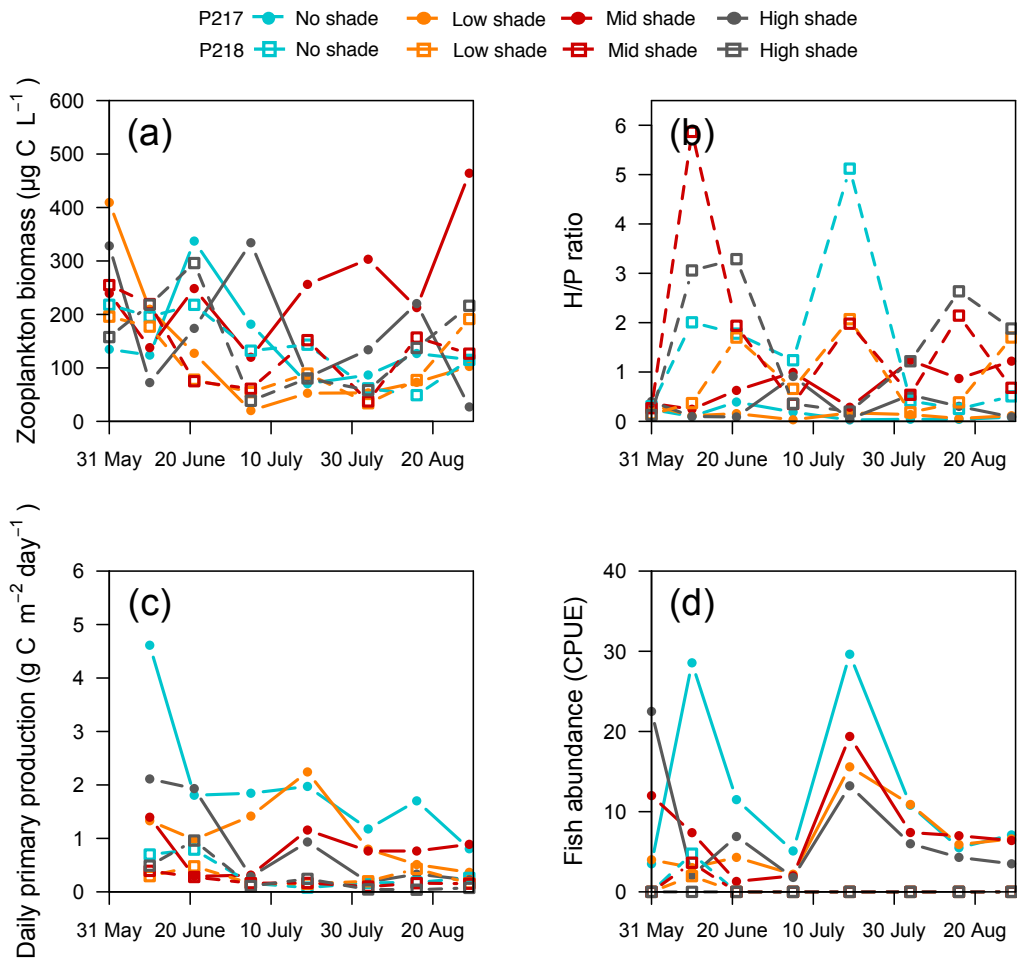 P217 No shade Low shade Mid shade High shade
P218 No shade Low shade Mid shade High shade
(a)
Zooplankton biomass (µg C L⁻¹)
600
500
400
300
200
100
0
31 May 20 June 10 July 30 July 20 Aug
(b)
H/P ratio
6
5
4
3
2
1
0
31 May 20 June 10 July 30 July 20 Aug
(c)
Daily primary production (g C m⁻² day⁻¹)
6
5
4
3
2
1
0
31 May 20 June 10 July 30 July 20 Aug
(d)
Fish abundance (CPUE)
40
30
20
10
0
31 May 20 June 10 July 30 July 20 Aug